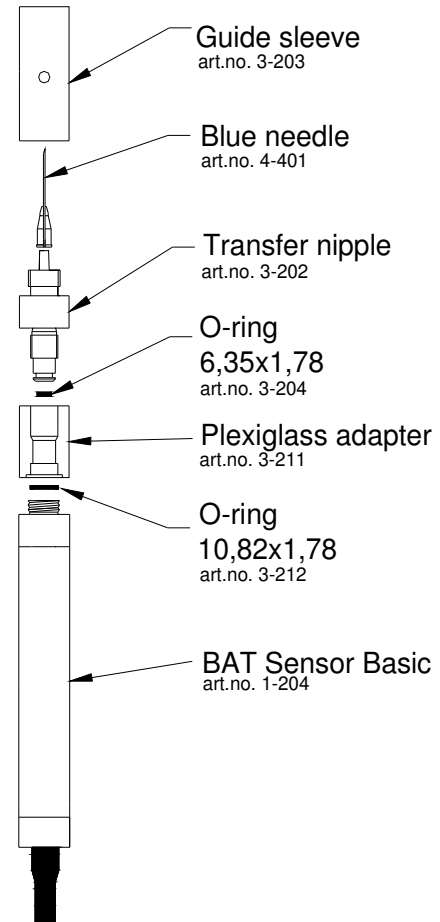 Guide sleeve
art.no. 3-203
Blue needle
art.no. 4-401
Transfer nipple
art.no. 3-202
O-ring
6,35x1,78
art.no. 3-204
Plexiglass adapter
art.no. 3-211
O-ring
10,82x1,78
art.no. 3-212
BAT Sensor Basic
art.no. 1-204